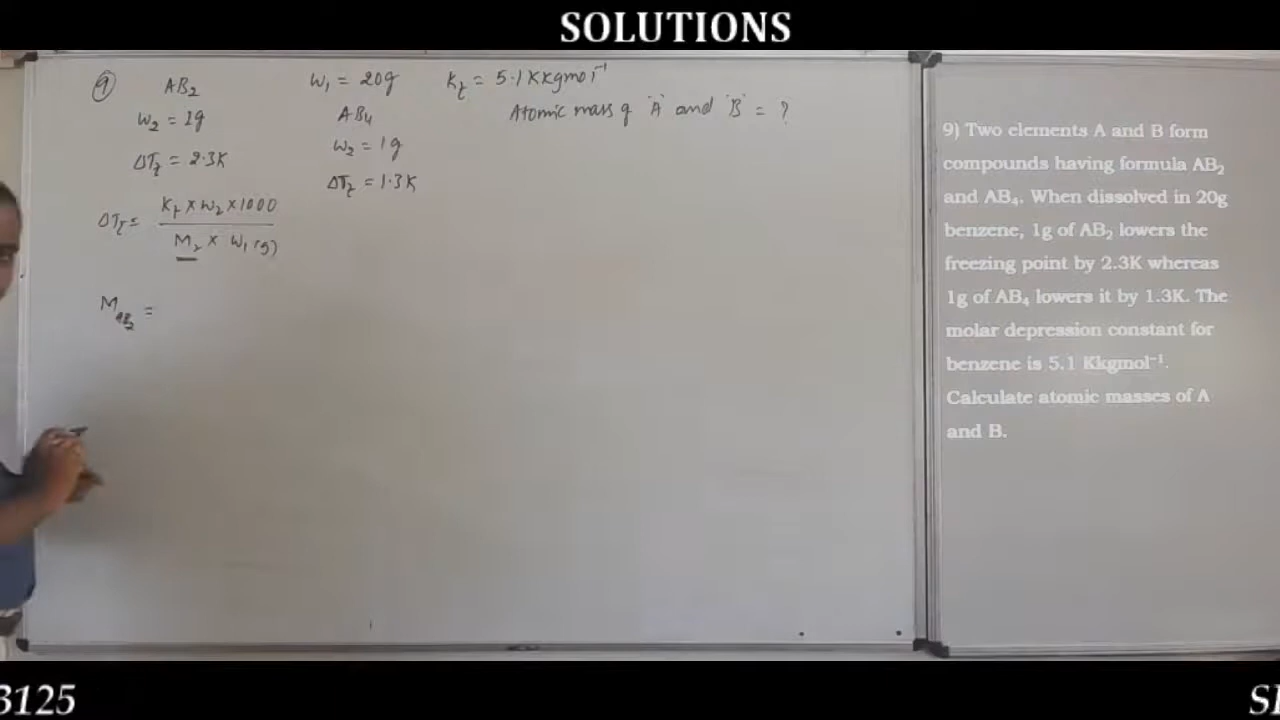 SOLUTIONS
9 AB₂ W₁ = 20g K_f = 5.1 KKgmol⁻¹
W₂ = 1g AB₄ Atomic mass of 'A' and 'B' = ?
ΔT_f = 2.3K W₂ = 1g
ΔT_f = 1.3K
ΔT_f = K_f × W₂ × 1000
M₂ × W₁ (g)
M_AB₂ =
9) Two elements A and B form
compounds having formula AB₂
and AB₄. When dissolved in 20g
benzene, 1g of AB₂ lowers the
freezing point by 2.3K whereas
1g of AB₄ lowers it by 1.3K. The
molar depression constant for
benzene is 5.1 Kkgmol⁻¹.
Calculate atomic masses of A
and B.
3125